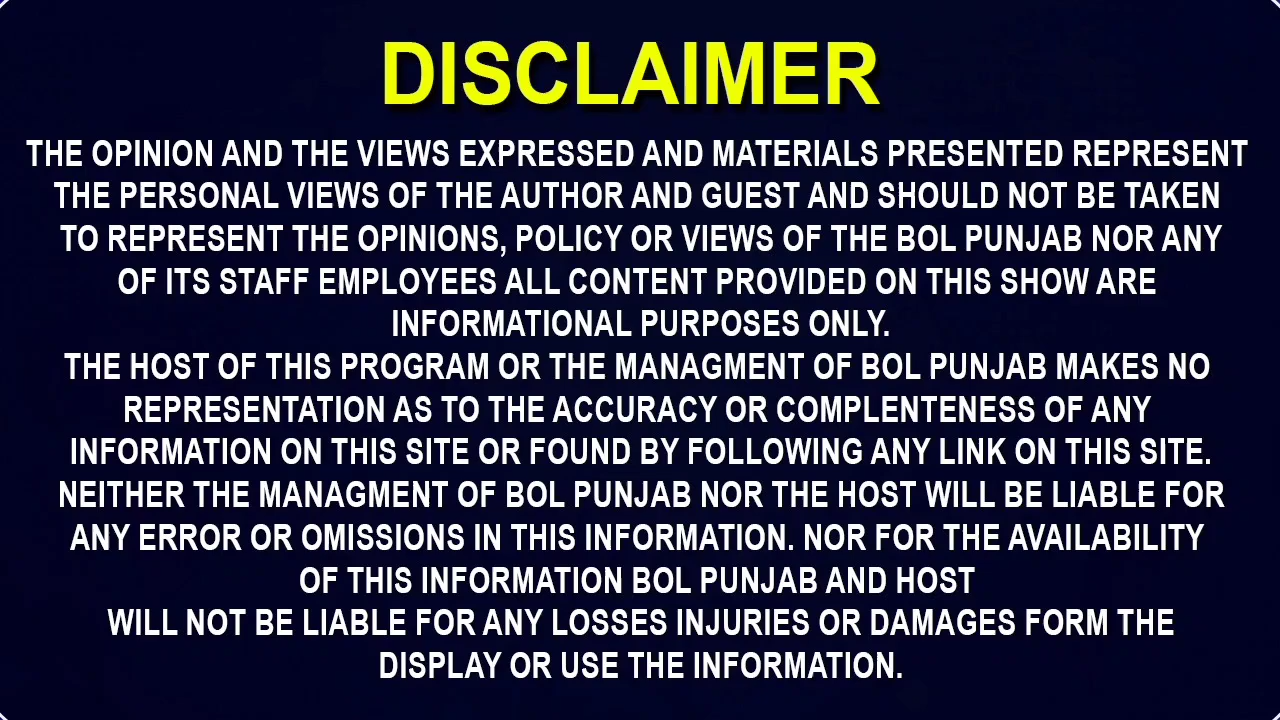 DISCLAIMER
THE OPINION AND THE VIEWS EXPRESSED AND MATERIALS PRESENTED REPRESENT
THE PERSONAL VIEWS OF THE AUTHOR AND GUEST AND SHOULD NOT BE TAKEN
TO REPRESENT THE OPINIONS, POLICY OR VIEWS OF THE BOL PUNJAB NOR ANY
OF ITS STAFF EMPLOYEES ALL CONTENT PROVIDED ON THIS SHOW ARE
INFORMATIONAL PURPOSES ONLY.
THE HOST OF THIS PROGRAM OR THE MANAGMENT OF BOL PUNJAB MAKES NO
REPRESENTATION AS TO THE ACCURACY OR COMPLENTENESS OF ANY
INFORMATION ON THIS SITE OR FOUND BY FOLLOWING ANY LINK ON THIS SITE.
NEITHER THE MANAGMENT OF BOL PUNJAB NOR THE HOST WILL BE LIABLE FOR
ANY ERROR OR OMISSIONS IN THIS INFORMATION. NOR FOR THE AVAILABILITY
OF THIS INFORMATION BOL PUNJAB AND HOST
WILL NOT BE LIABLE FOR ANY LOSSES INJURIES OR DAMAGES FORM THE
DISPLAY OR USE THE INFORMATION.